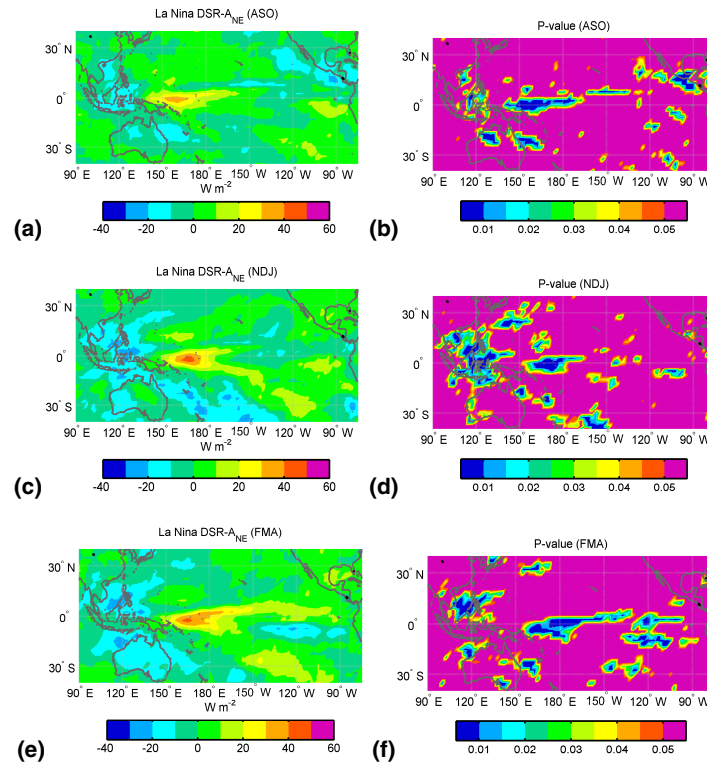 La Nina DSR-A_NE (ASO)
30° N
0°
30° S
90° E 120° E 150° E 180° E 150° W 120° W 90° W
W m⁻²
-40 -20 0 20 40 60
(a)
P-value (ASO)
30° N
0°
30° S
90° E 120° E 150° E 180° E 150° W 120° W 90° W
0.01 0.02 0.03 0.04 0.05
(b)
La Nina DSR-A_NE (NDJ)
30° N
0°
30° S
90° E 120° E 150° E 180° E 150° W 120° W 90° W
W m⁻²
-40 -20 0 20 40 60
(c)
P-value (NDJ)
30° N
0°
30° S
90° E 120° E 150° E 180° E 150° W 120° W 90° W
0.01 0.02 0.03 0.04 0.05
(d)
La Nina DSR-A_NE (FMA)
30° N
0°
30° S
90° E 120° E 150° E 180° E 150° W 120° W 90° W
W m⁻²
-40 -20 0 20 40 60
(e)
P-value (FMA)
30° N
0°
30° S
90° E 120° E 150° E 180° E 150° W 120° W 90° W
0.01 0.02 0.03 0.04 0.05
(f)